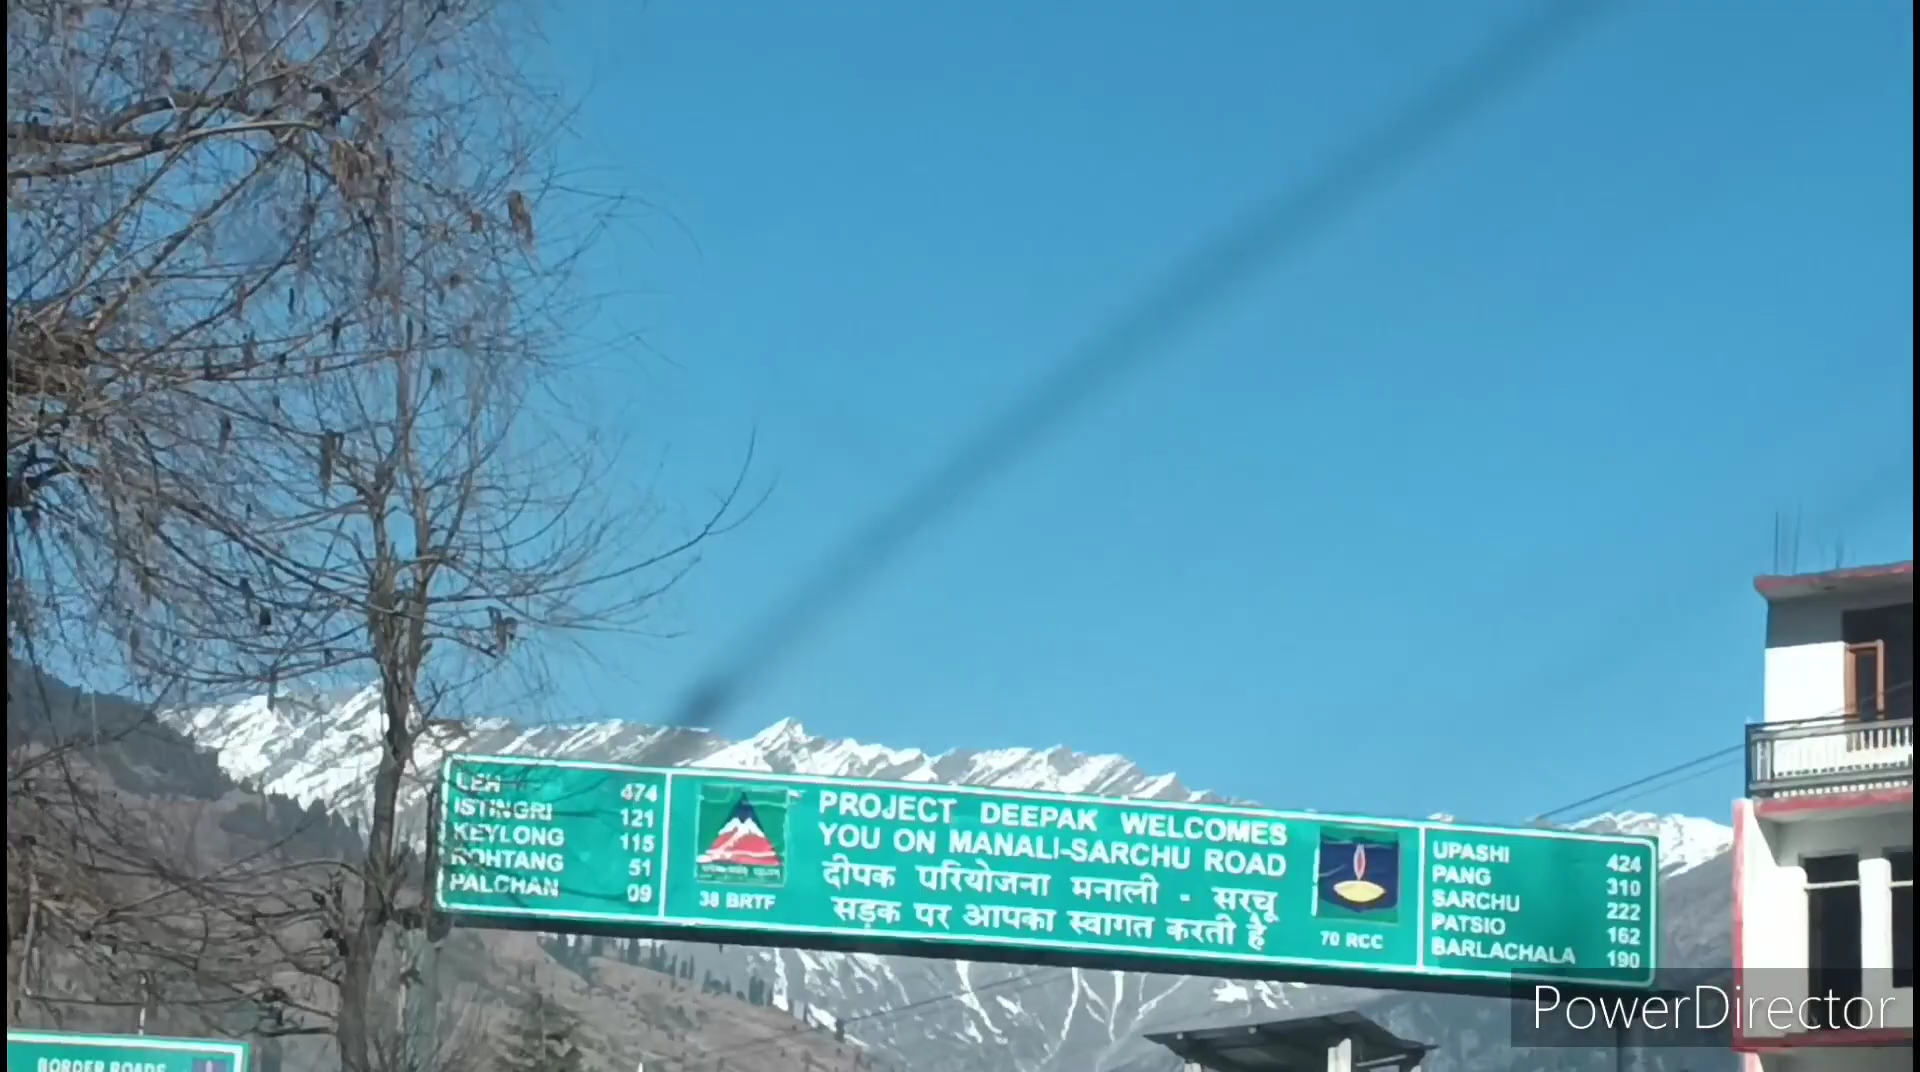 LEH 474
ISTINGRI 121
KEYLONG 115
ROHTANG 51
PALCHAN 09
38 BRTF
PROJECT DEEPAK WELCOMES
YOU ON MANALI-SARCHU ROAD
दीपक परियोजना मनाली - सरचू
सड़क पर आपका स्वागत करती है
70 RCC
UPASHI 424
PANG 310
SARCHU 222
PATSIO 162
BARLACHALA 190
BORDER ROADS
PowerDirector